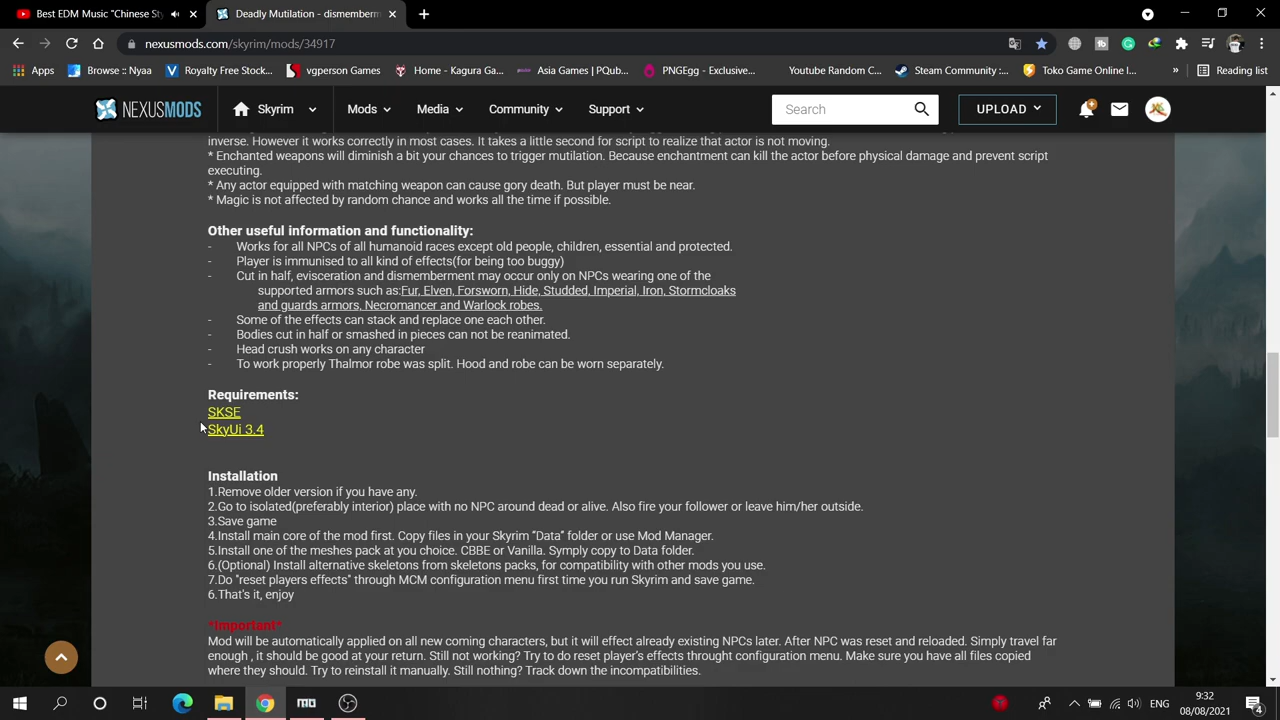 Best EDM Music "Chinese St
Deadly Mutilation - dismemberm
nexusmods.com/skyrim/mods/34917
Apps
Browse :: Nyaa
Royalty Free Stock...
vgperson Games
Home - Kagura Ga...
Asia Games | PQub...
PNGEgg - Exclusive...
Youtube Random C...
Steam Community :...
Toko Game Online I...
»
Reading list
NEXUSMODS
Skyrim
Mods
Media
Community
Support
Search
UPLOAD
inverse. However it works correctly in most cases. It takes a little second for script to realize that actor is not moving.
* Enchanted weapons will diminish a bit your chances to trigger mutilation. Because enchantment can kill the actor before physical damage and prevent script
executing.
* Any actor equipped with matching weapon can cause gory death. But player must be near.
* Magic is not affected by random chance and works all the time if possible.
Other useful information and functionality:
- Works for all NPCs of all humanoid races except old people, children, essential and protected.
- Player is immunised to all kind of effects(for being too buggy)
- Cut in half, evisceration and dismemberment may occur only on NPCs wearing one of the
supported armors such as:Fur, Elven, Forsworn, Hide, Studded, Imperial, Iron, Stormcloaks
and guards armors, Necromancer and Warlock robes.
- Some of the effects can stack and replace one each other.
- Bodies cut in half or smashed in pieces can not be reanimated.
- Head crush works on any character
- To work properly Thalmor robe was split. Hood and robe can be worn separately.
Requirements:
SKSE
SkyUi 3.4
Installation
1.Remove older version if you have any.
2.Go to isolated(preferably interior) place with no NPC around dead or alive. Also fire your follower or leave him/her outside.
3.Save game
4.Install main core of the mod first. Copy files in your Skyrim "Data" folder or use Mod Manager.
5.Install one of the meshes pack at you choice. CBBE or Vanilla. Symply copy to Data folder.
6.(Optional) Install alternative skeletons from skeletons packs, for compatibility with other mods you use.
7.Do "reset players effects" through MCM configuration menu first time you run Skyrim and save game.
6.That's it, enjoy
*Important*
Mod will be automatically applied on all new coming characters, but it will effect already existing NPCs later. After NPC was reset and reloaded. Simply travel far
enough , it should be good at your return. Still not working? Try to do reset player's effects throught configuration menu. Make sure you have all files copied
where they should. Try to reinstall it manually. Still nothing? Track down the incompatibilities.
ENG
9:32
08/08/2021
4